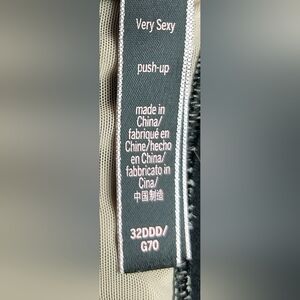 Very Sexy
push-up
made in
China/
fabriqué en
Chine/hecho
en China/
fabbricato in
Cina/
中国制造
32DDD/
G70